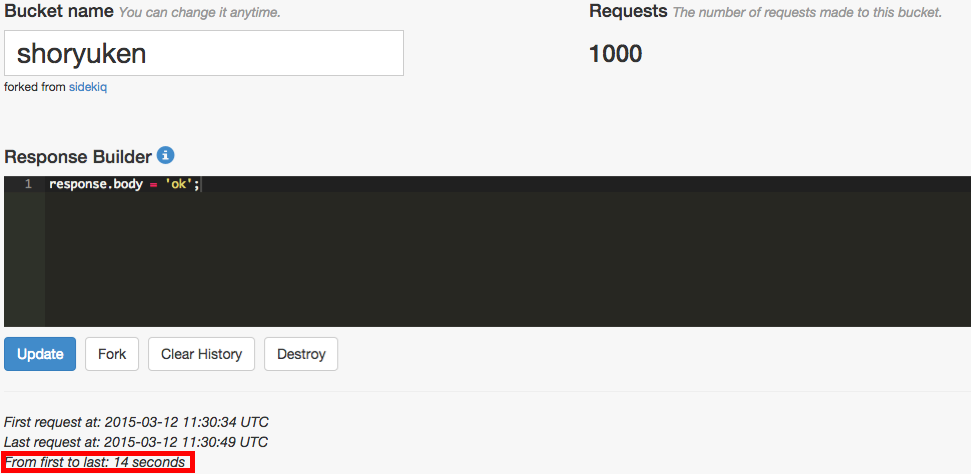 Bucket name You can change it anytime.
Requests The number of requests made to this bucket.
shoryuken
1000
forked from sidekiq
Response Builder i
1 response.body = 'ok';
Update Fork Clear History Destroy
First request at: 2015-03-12 11:30:34 UTC
Last request at: 2015-03-12 11:30:49 UTC
From first to last: 14 seconds